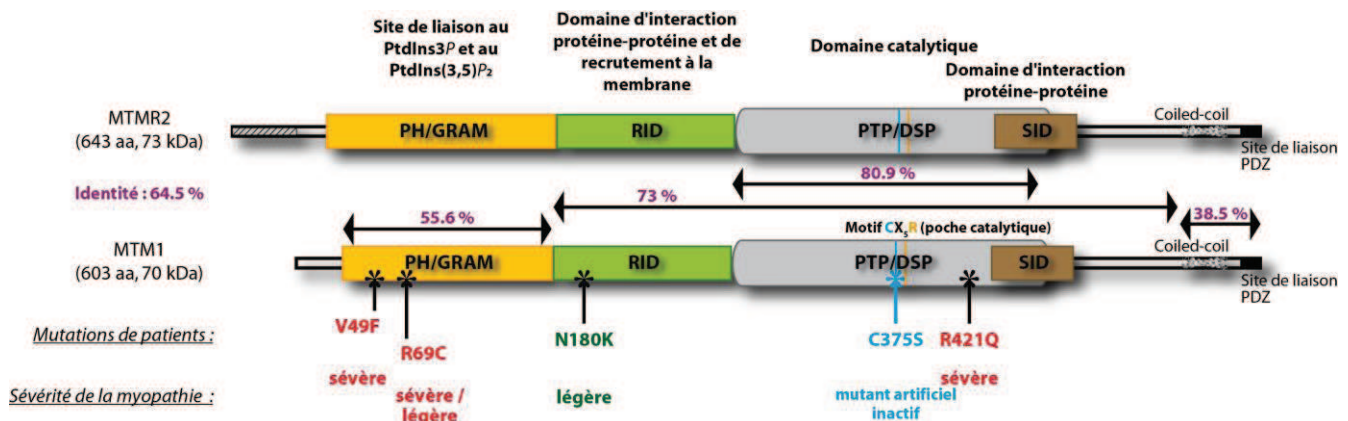 Site de liaison au
PtdIns3P et au
PtdIns(3,5)P₂
Domaine d'interaction
protéine-protéine et de
recrutement à la
membrane
Domaine catalytique
Domaine d'interaction
protéine-protéine
MTMR2
(643 aa, 73 kDa)
PH/GRAM
RID
PTP/DSP
SID
Coiled-coil
Site de liaison
PDZ
Identité : 64.5 %
80.9 %
73 %
55.6 %
38.5 %
Motif CX₅R (poche catalytique)
MTM1
(603 aa, 70 kDa)
PH/GRAM
RID
PTP/DSP
SID
Coiled-coil
Site de liaison
PDZ
Mutations de patients :
V49F
R69C
N180K
C375S
R421Q
Sévérité de la myopathie :
sévère
sévère /
légère
légère
mutant artificiel
inactif
sévère